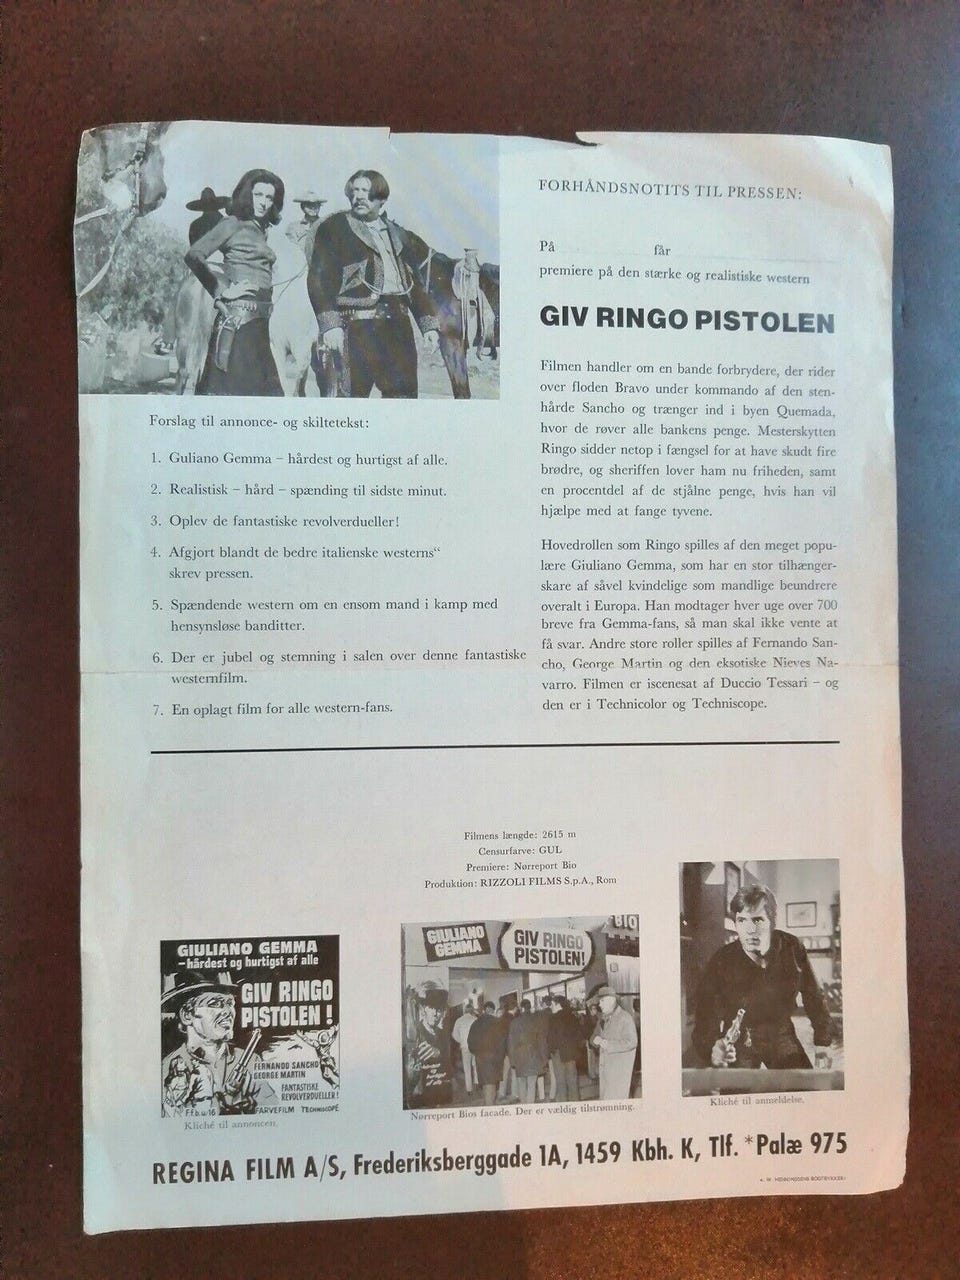 Forslag til annonce- og skiltetekst:
1. Guliano Gemma – hårdest og hurtigst af alle.
2. Realistisk – hård – spænding til sidste minut.
3. Oplev de fantastiske revolverdueller!
4. Afgjort blandt de bedre italienske westerns“
skrev pressen.
5. Spændende western om en ensom mand i kamp med
hensynsløse banditter.
6. Der er jubel og stemning i salen over denne fantastiske
westernfilm.
7. En oplagt film for alle western-fans.
FORHÅNDSNOTITS TIL PRESSEN:
På får
premiere på den stærke og realistiske western
GIV RINGO PISTOLEN
Filmen handler om en bande forbrydere, der rider
over floden Bravo under kommando af den sten-
hårde Sancho og trænger ind i byen Quemada,
hvor de røver alle bankens penge. Mesterskytten
Ringo sidder netop i fængsel for at have skudt fire
brødre, og sheriffen lover ham nu friheden, samt
en procentdel af de stjålne penge, hvis han vil
hjælpe med at fange tyvene.
Hovedrollen som Ringo spilles af den meget popu-
lære Giuliano Gemma, som har en stor tilhænger-
skare af såvel kvindelige som mandlige beundrere
overalt i Europa. Han modtager hver uge over 700
breve fra Gemma-fans, så man skal ikke vente at
få svar. Andre store roller spilles af Fernando San-
cho, George Martin og den eksotiske Nieves Na-
varro. Filmen er iscenesat af Duccio Tessari – og
den er i Technicolor og Techniscope.
Filmens længde: 2615 m
Censurfarve: GUL
Premiere: Nørreport Bio
Produktion: RIZZOLI FILMS S.p.A., Rom
GIULIANO GEMMA
–hårdest og hurtigst af alle
GIV RINGO
PISTOLEN!
FERNANDO SANCHO
GEORGE MARTIN
FANTASTISKE
REVOLVERDUELLER!
F.f.b.u.16
FARVEFILM TECHNISCOPE
Kliché til annoncen.
GIULIANO
GEMMA
GIV RINGO
PISTOLEN!
BIO
Nørreport Bios facade. Der er vældig tilstrømning.
Kliché til anmeldelse.
REGINA FILM A/S, Frederiksberggade 1A, 1459 Kbh. K, Tlf. *Palæ 975